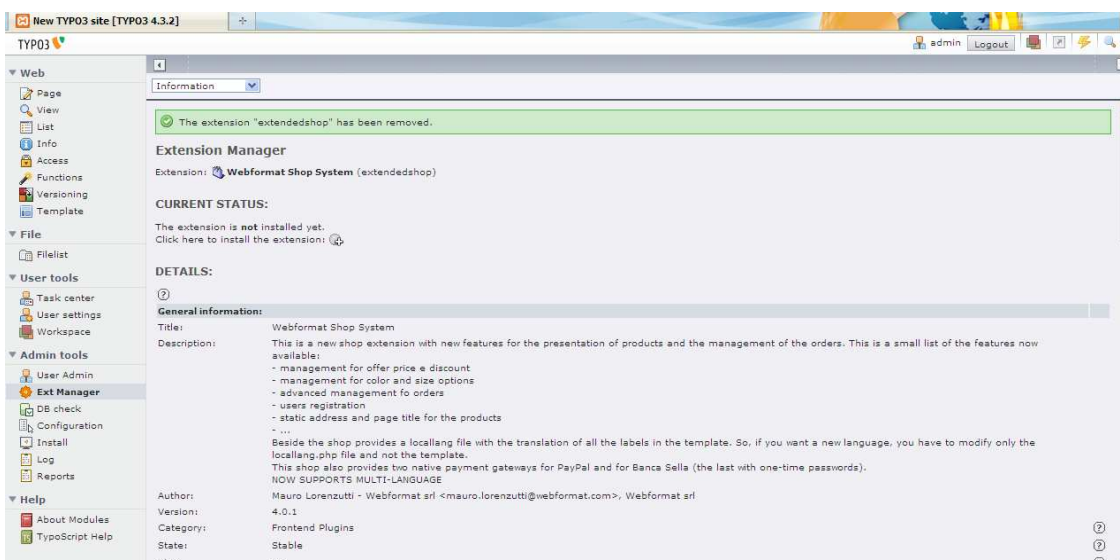 New TYPO3 site [TYPO3 4.3.2]
TYPO3
admin Logout
Web
Page
View
List
Info
Access
Functions
Versioning
Template
File
Filelist
User tools
Task center
User settings
Workspace
Admin tools
User Admin
Ext Manager
DB check
Configuration
Install
Log
Reports
Help
About Modules
TypoScript Help
Information
The extension "extendedshop" has been removed.
Extension Manager
Extension: Webformat Shop System (extendedshop)
CURRENT STATUS:
The extension is not installed yet.
Click here to install the extension:
DETAILS:
General information:
Title: Webformat Shop System
Description: This is a new shop extension with new features for the presentation of products and the management of the orders. This is a small list of the features now
available:
- management for offer price e discount
- management for color and size options
- advanced management fo orders
- users registration
- static address and page title for the products
- ...
Beside the shop provides a locallang file with the translation of all the labels in the template. So, if you want a new language, you have to modify only the
locallang.php file and not the template.
This shop also provides two native payment gateways for PayPal and for Banca Sella (the last with one-time passwords).
NOW SUPPORTS MULTI-LANGUAGE
Author: Mauro Lorenzutti - Webformat srl <mauro.lorenzutti@webformat.com>, Webformat srl
Version: 4.0.1
Category: Frontend Plugins
State: Stable